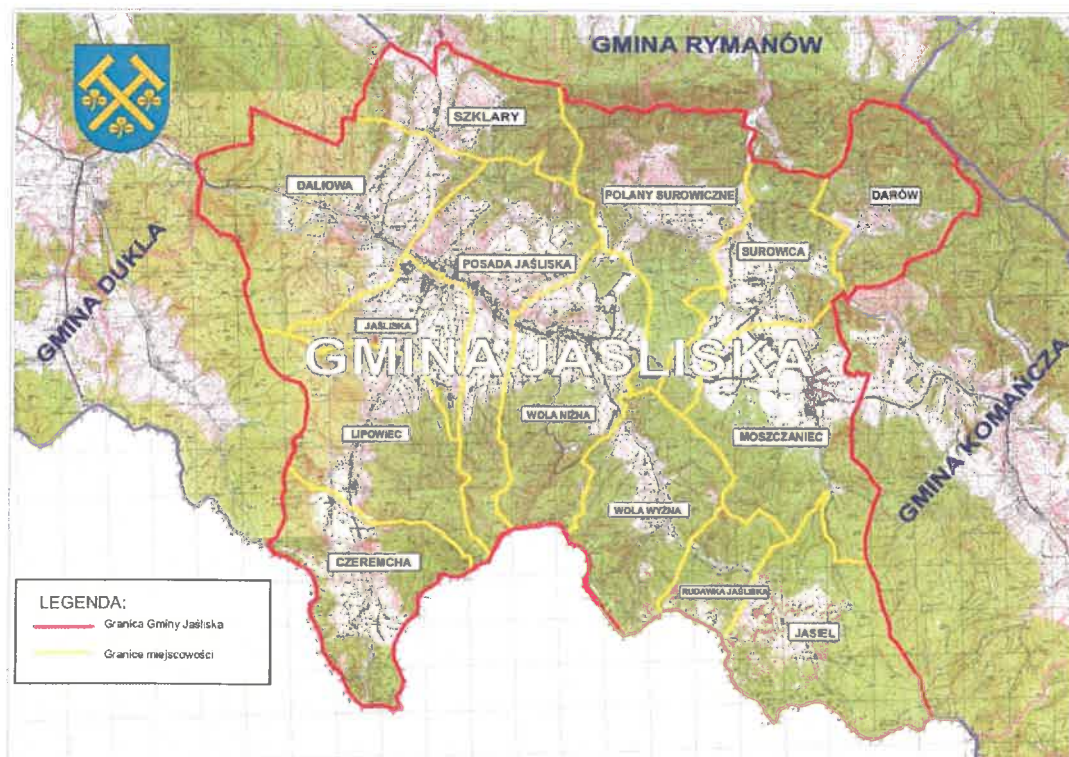 GMINA RYMANÓW
SZKLARY
DALIOWA
POLANY SUROWICZNE
DARÓW
SUROWICA
POSADA JAŚLISKA
GMINA DUKLA
JAŚLISKA
GMINA JAŚLISKA
WOLA NIŻNA
LIPOWIEC
MOSZCZANIEC
GMINA KOMAŃCZA
WOLA WYŻNA
CZEREMCHA
RUDAWKA JAŚLISKA
JASIEL
LEGENDA:
Granica Gminy Jaśliska
Granice miejscowości